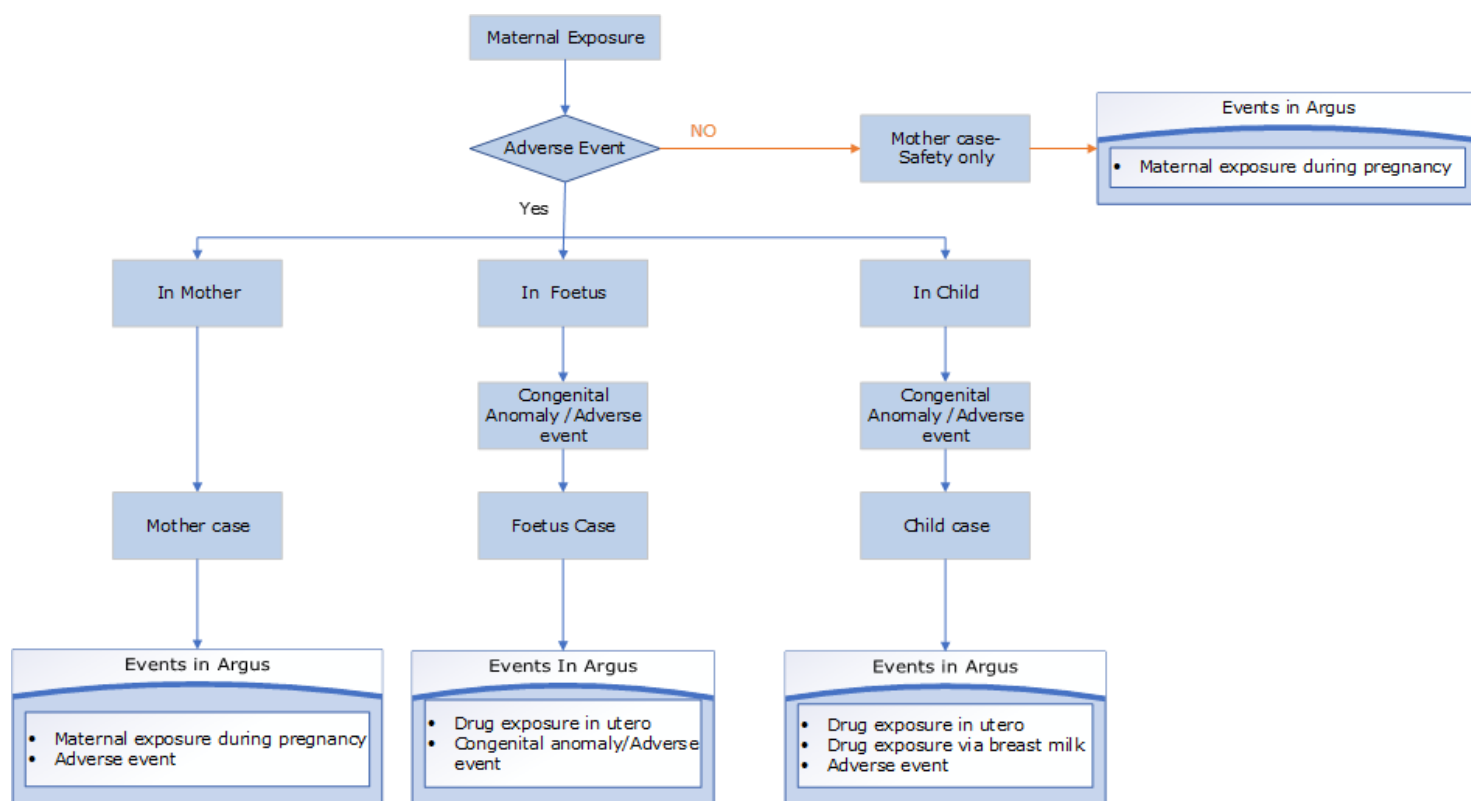 Maternal Exposure
Adverse Event
NO
Mother case-
Safety only
Events in Argus
• Maternal exposure during pregnancy
Yes
In Mother
In Foetus
In Child
Congenital
Anomaly /Adverse
event
Congenital
Anomaly /Adverse
event
Mother case
Foetus Case
Child case
Events in Argus
• Maternal exposure during pregnancy
• Adverse event
Events In Argus
• Drug exposure in utero
• Congenital anomaly/Adverse
event
Events in Argus
• Drug exposure in utero
• Drug exposure via breast milk
• Adverse event